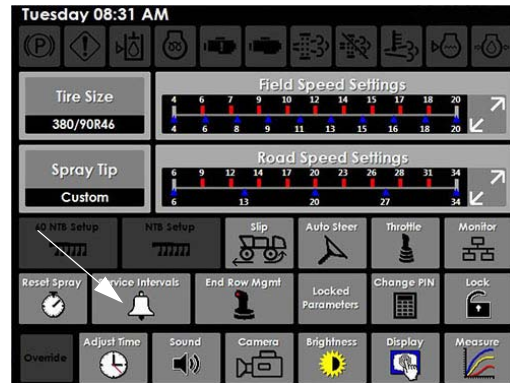 Tuesday 08:31 AM
(P)
Tire Size
380/90R46
Field Speed Settings
4 6 7 9 10 12 14 15 17 18 20
4 6 8 9 11 13 15 16 18 20
Spray Tip
Custom
Road Speed Settings
6 9 12 14 17 20 23 26 28 31 34
6 13 20 27 34
60 NTB Setup
NTB Setup
Slip
Auto Steer
Throttle
Monitor
Reset Spray
Service Intervals
End Row Mgmt
Locked
Parameters
Change PIN
Lock
Override
Adjust Time
Sound
Camera
Brightness
Display
Measure